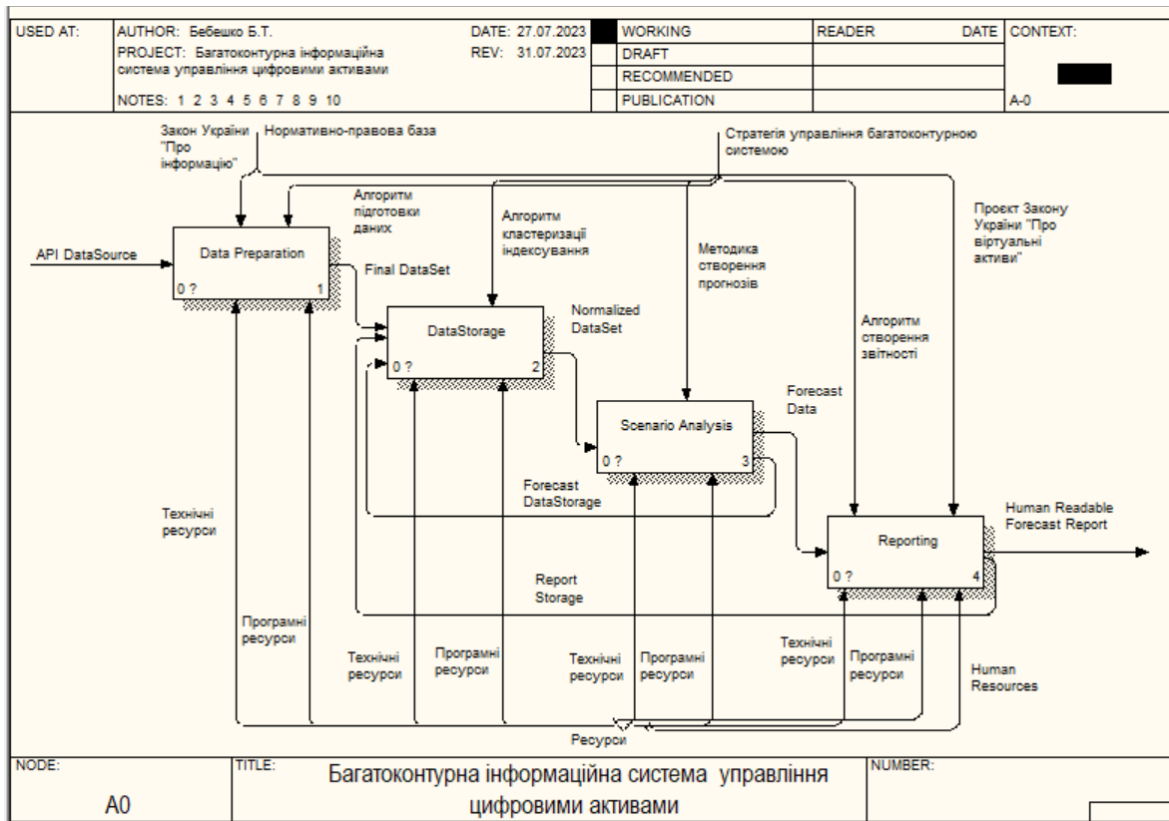 USED AT:
AUTHOR: Бебешко Б.Т.
DATE: 27.07.2023
WORKING
READER
DATE
CONTEXT:
PROJECT: Багатоконтурна інформаційна
REV: 31.07.2023
DRAFT
система управління цифровими активами
RECOMMENDED
NOTES: 1 2 3 4 5 6 7 8 9 10
PUBLICATION
A-0
Закон України
"Про
інформацію"
Нормативно-правова база
Стратегія управління багатоконтурною
системою
Алгоритм
підготовки
даних
Алгоритм
кластеризації
індексування
Методика
створення
прогнозів
Проєкт Закону
України "Про
віртуальні
активи"
API DataSource
Data Preparation
0 ?
1
Final DataSet
DataStorage
0 ?
2
Normalized
DataSet
Алгоритм
створення
звітності
Scenario Analysis
0 ?
3
Forecast
Data
Forecast
DataStorage
Технічні
ресурси
Human Readable
Forecast Report
Reporting
0 ?
4
Report
Storage
Програмні
ресурси
Технічні
ресурси
Програмні
ресурси
Технічні
ресурси
Програмні
ресурси
Технічні
ресурси
Програмні
ресурси
Human
Resources
Ресурси
NODE:
A0
TITLE:
Багатоконтурна інформаційна система управління
цифровими активами
NUMBER: